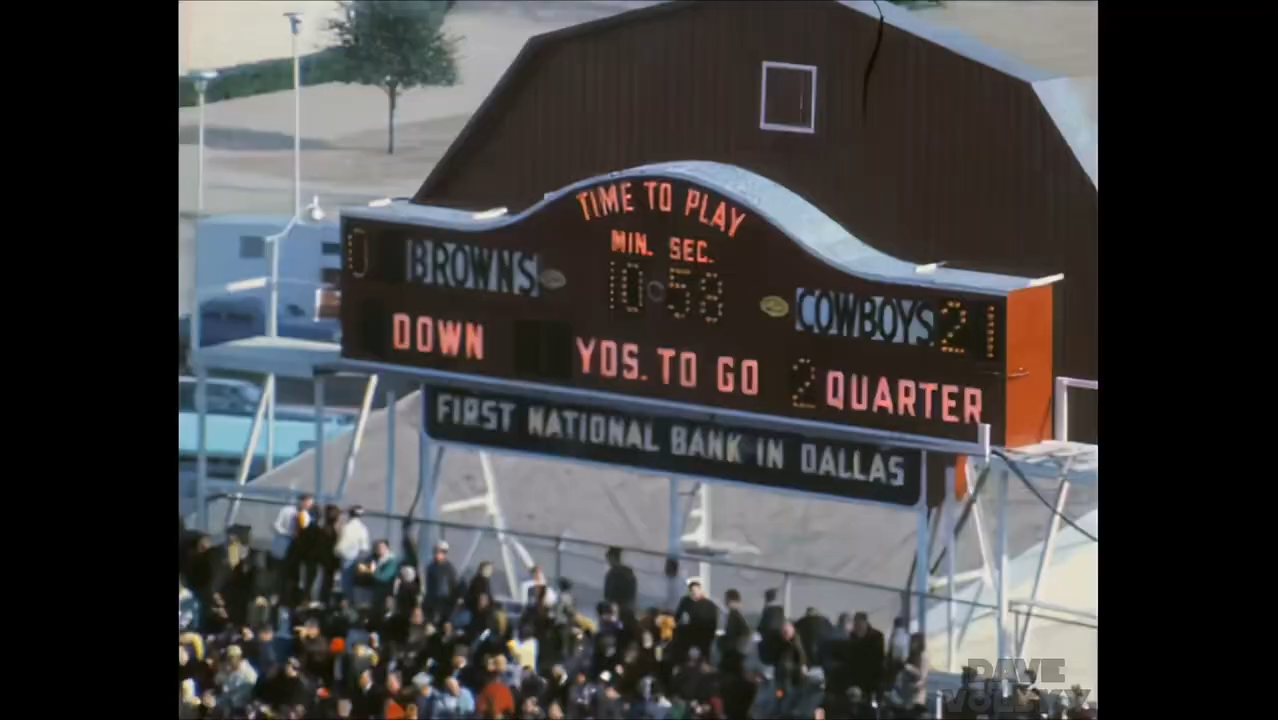 TIME TO PLAY
MIN. SEC.
0 BROWNS 10:58 COWBOYS 21
DOWN YDS. TO GO 2 QUARTER
FIRST NATIONAL BANK IN DALLAS
DAVE
VOLSKY